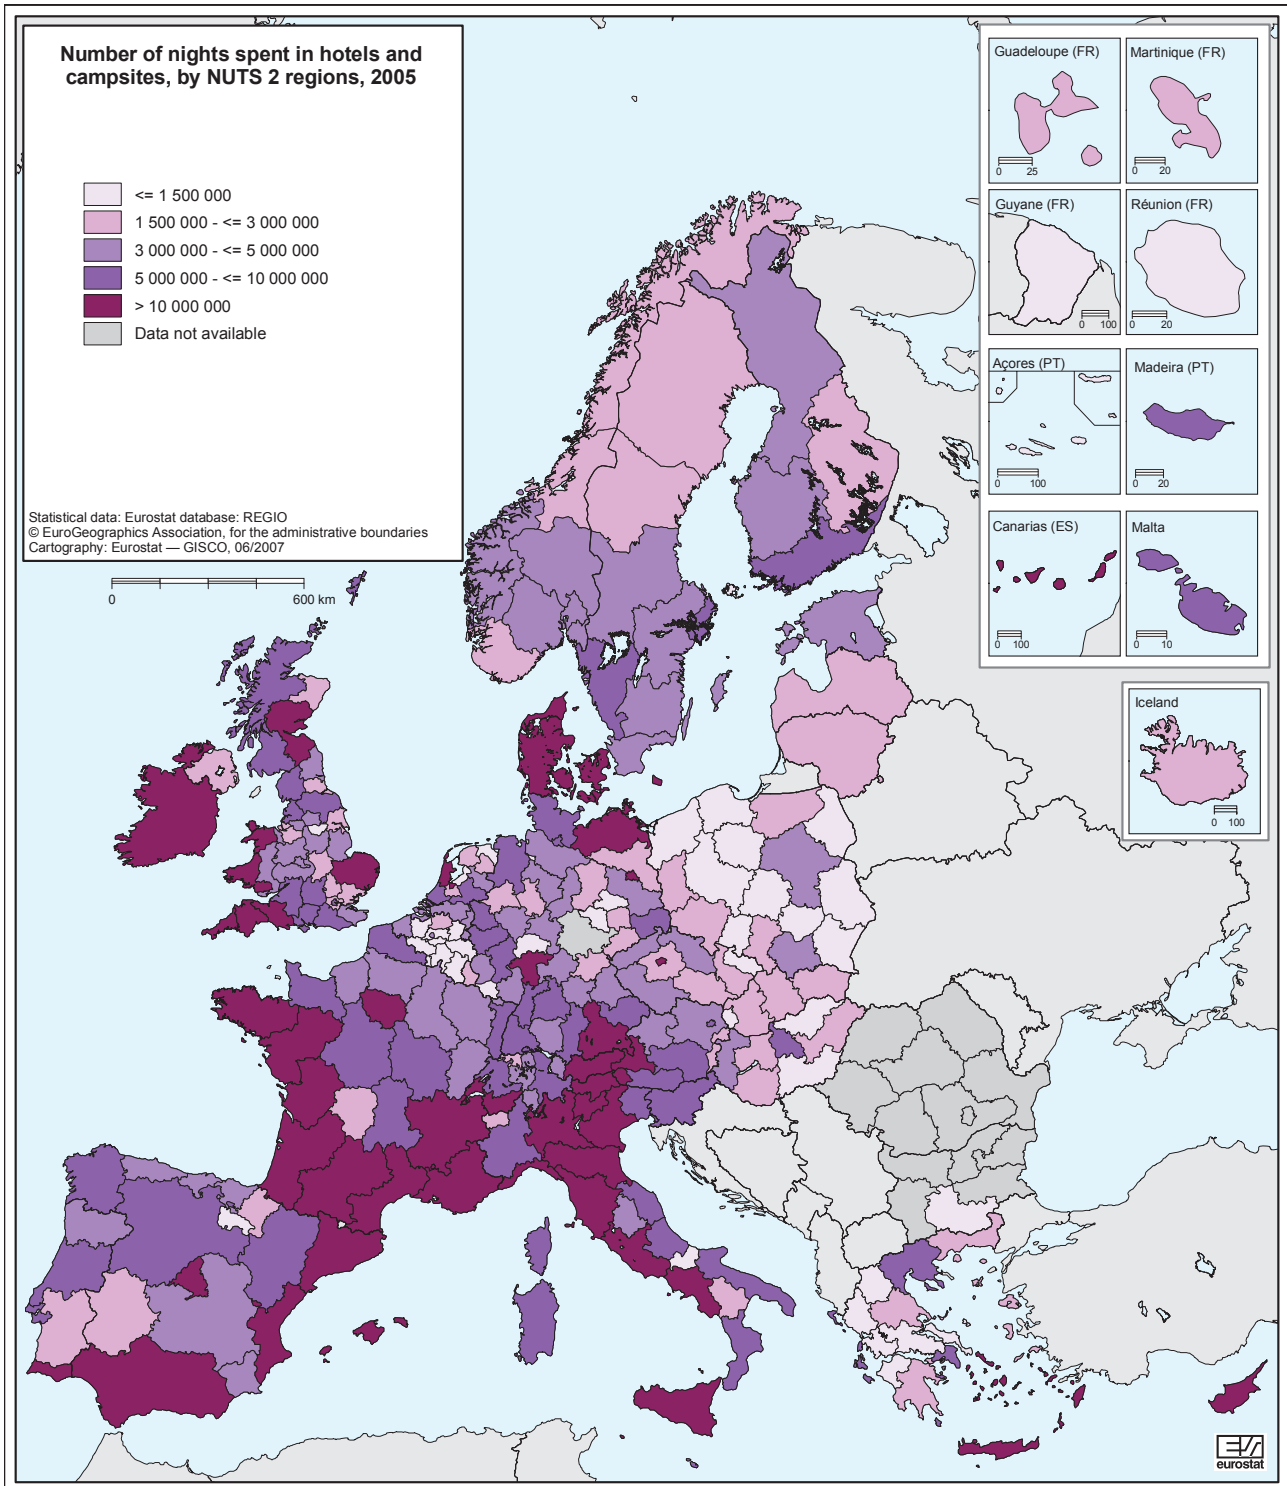 Number of nights spent in hotels and
campsites, by NUTS 2 regions, 2005
<= 1 500 000
1 500 000 - <= 3 000 000
3 000 000 - <= 5 000 000
5 000 000 - <= 10 000 000
> 10 000 000
Data not available
Statistical data: Eurostat database: REGIO
© EuroGeographics Association, for the administrative boundaries
Cartography: Eurostat — GISCO, 06/2007
0 600 km
Guadeloupe (FR)
0 25
Martinique (FR)
0 20
Guyane (FR)
0 100
Réunion (FR)
0 20
Açores (PT)
0 100
Madeira (PT)
0 20
Canarias (ES)
0 100
Malta
0 10
Iceland
0 100
eurostat